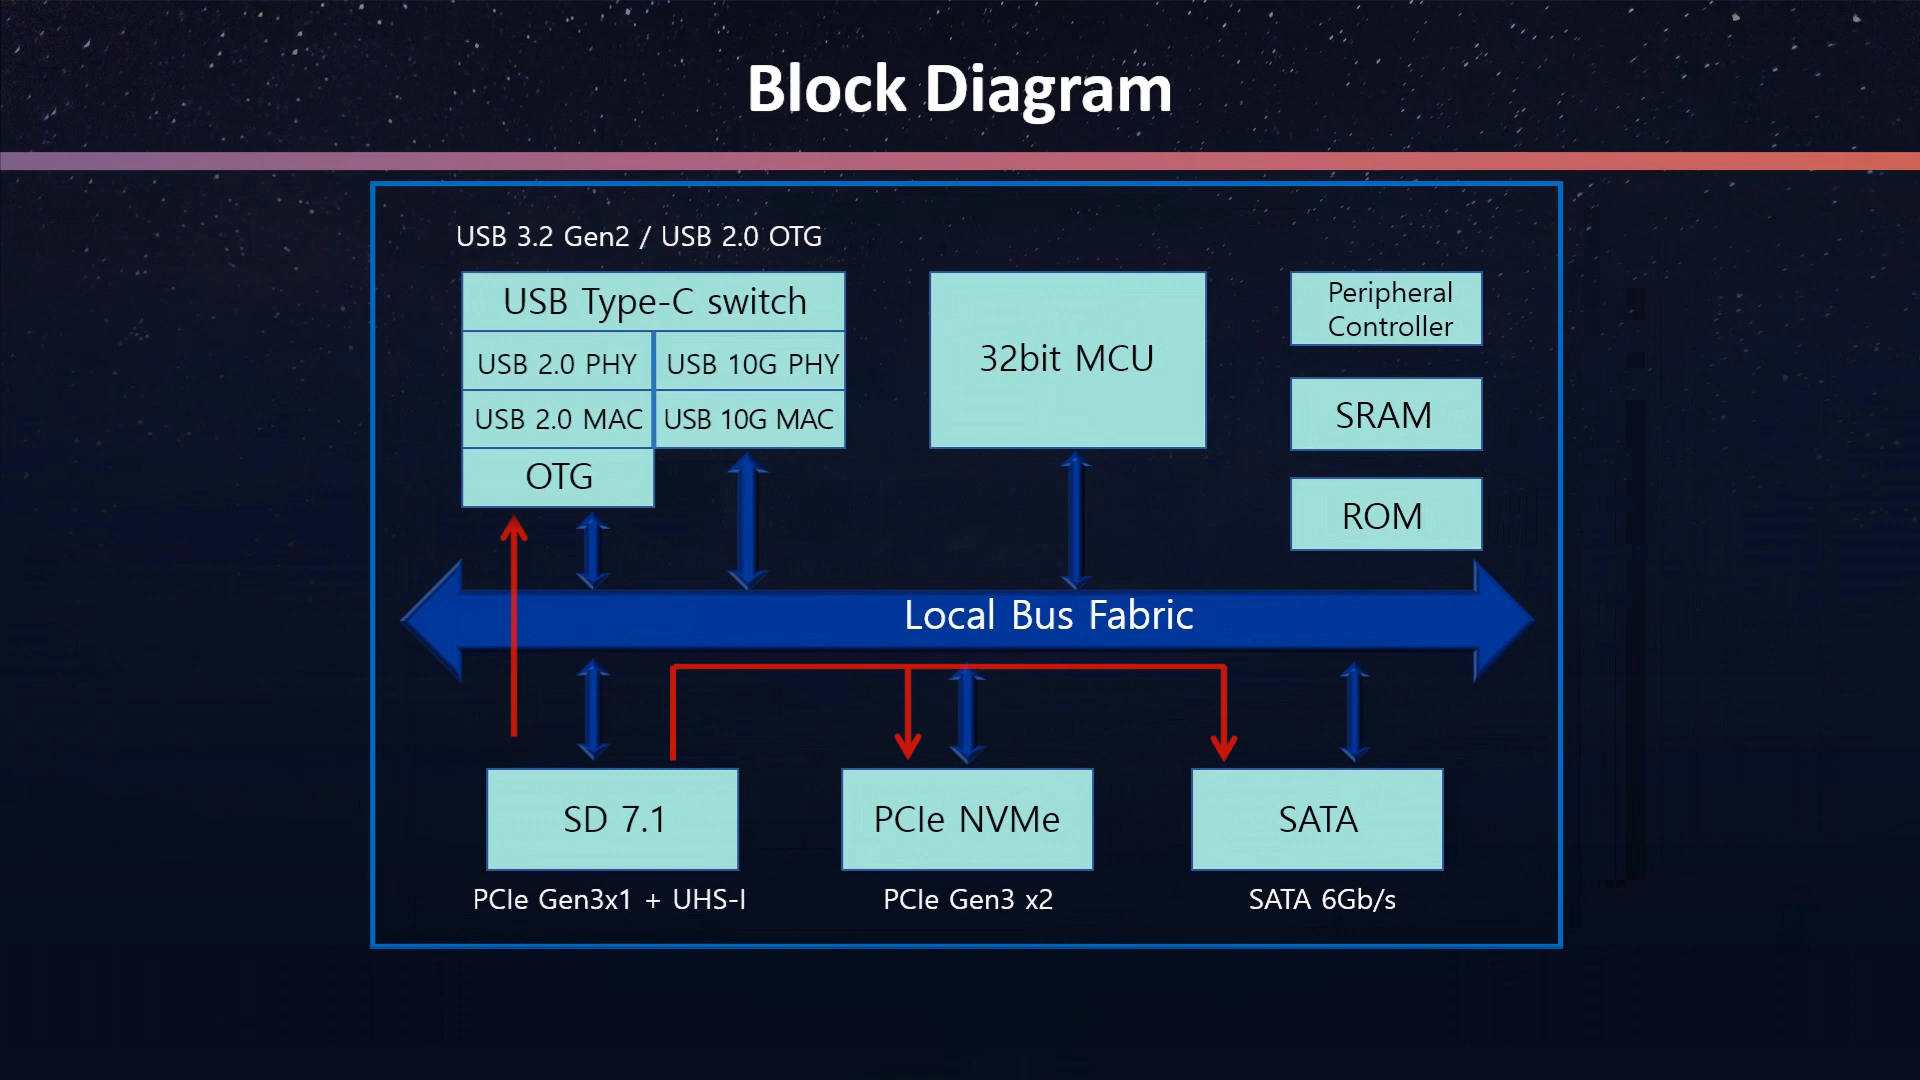 Block Diagram
USB 3.2 Gen2 / USB 2.0 OTG
USB Type-C switch
USB 2.0 PHY
USB 10G PHY
USB 2.0 MAC
USB 10G MAC
OTG
32bit MCU
Peripheral
Controller
SRAM
ROM
Local Bus Fabric
SD 7.1
PCIe NVMe
SATA
PCIe Gen3x1 + UHS-I
PCIe Gen3 x2
SATA 6Gb/s